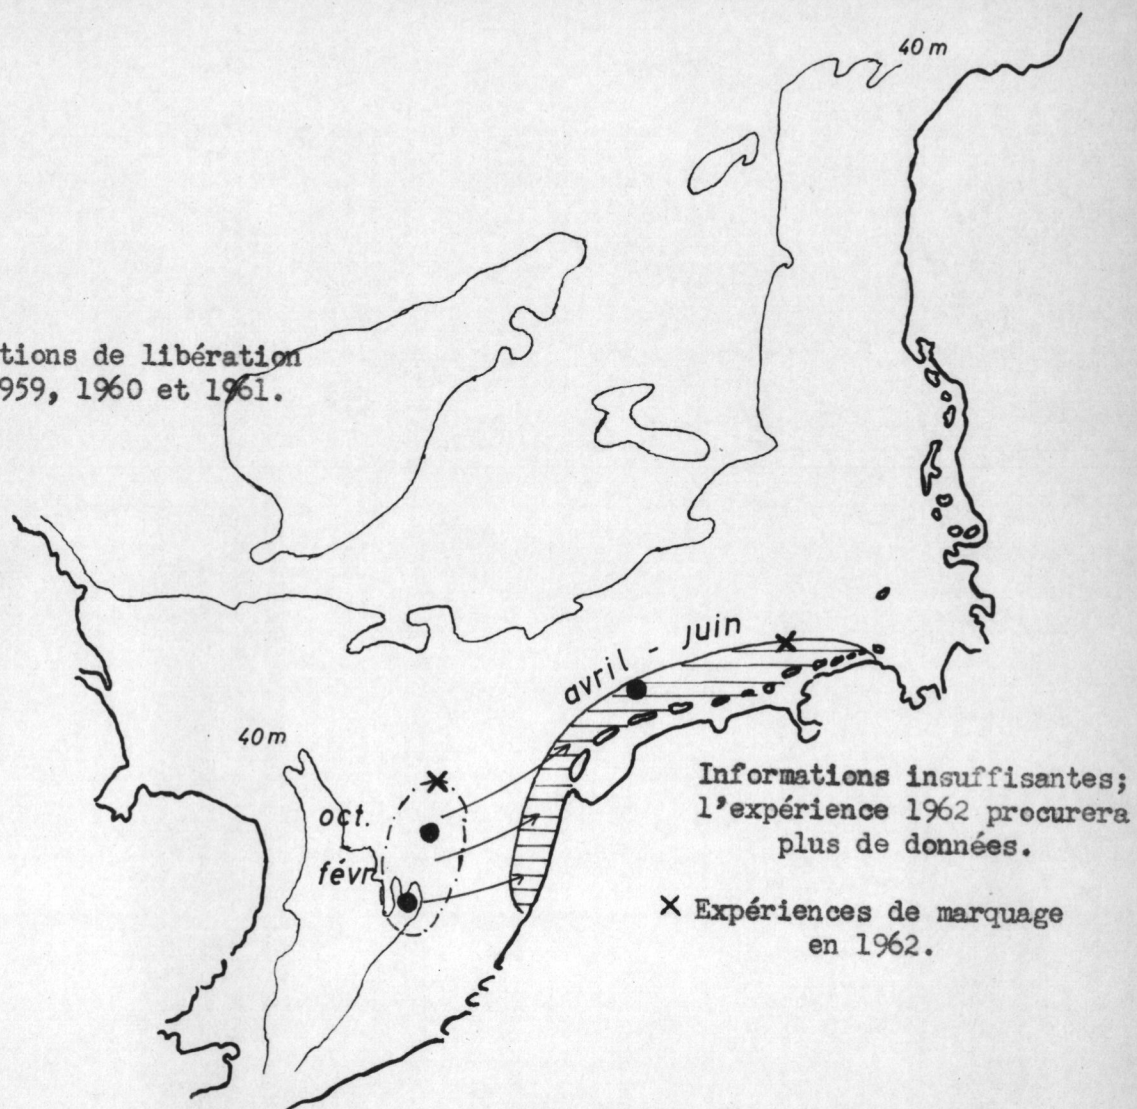 40 m
tions de libération
959, 1960 et 1961.
avril - juin
40 m
oct.
févr.
Informations insuffisantes;
l'expérience 1962 procurera
plus de données.
× Expériences de marquage
en 1962.